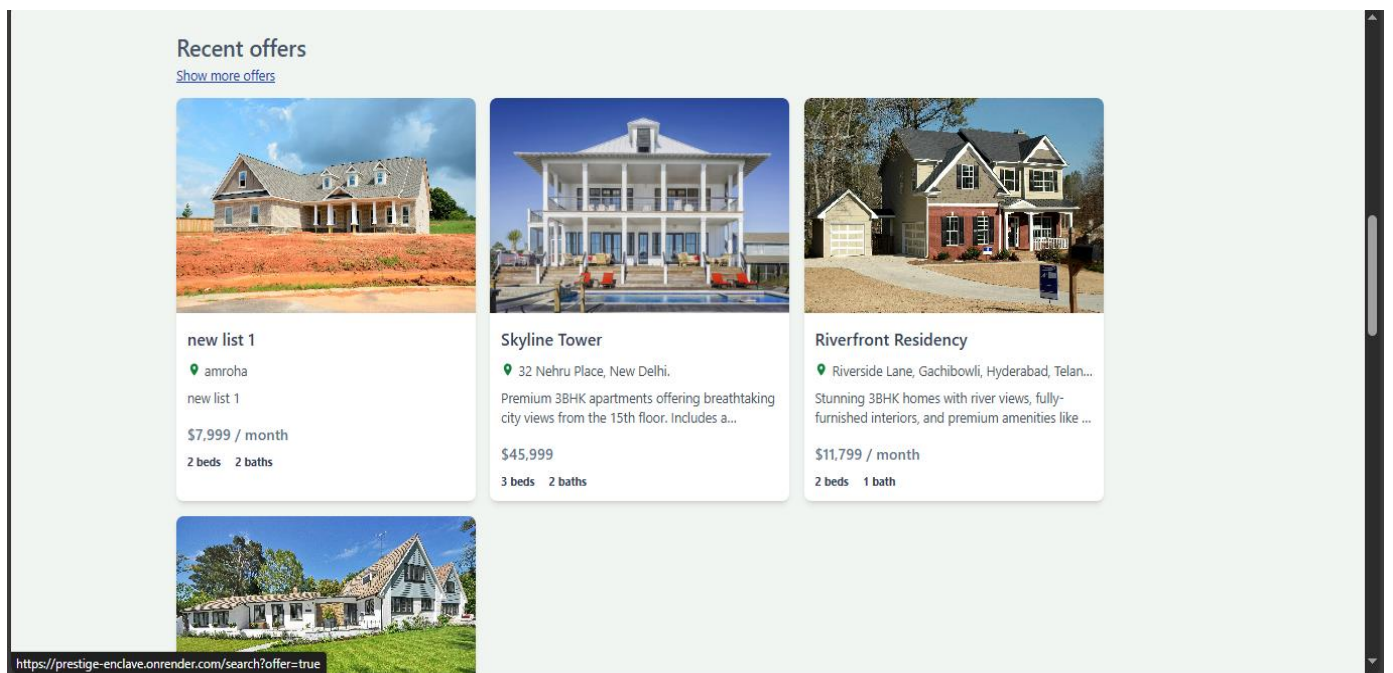 Recent offers
Show more offers
new list 1
amroha
new list 1
$7,999 / month
2 beds 2 baths
Skyline Tower
32 Nehru Place, New Delhi.
Premium 3BHK apartments offering breathtaking
city views from the 15th floor. Includes a...
$45,999
3 beds 2 baths
Riverfront Residency
Riverside Lane, Gachibowli, Hyderabad, Telan...
Stunning 3BHK homes with river views, fully-
furnished interiors, and premium amenities like ...
$11,799 / month
2 beds 1 bath
https://prestige-enclave.onrender.com/search?offer=true